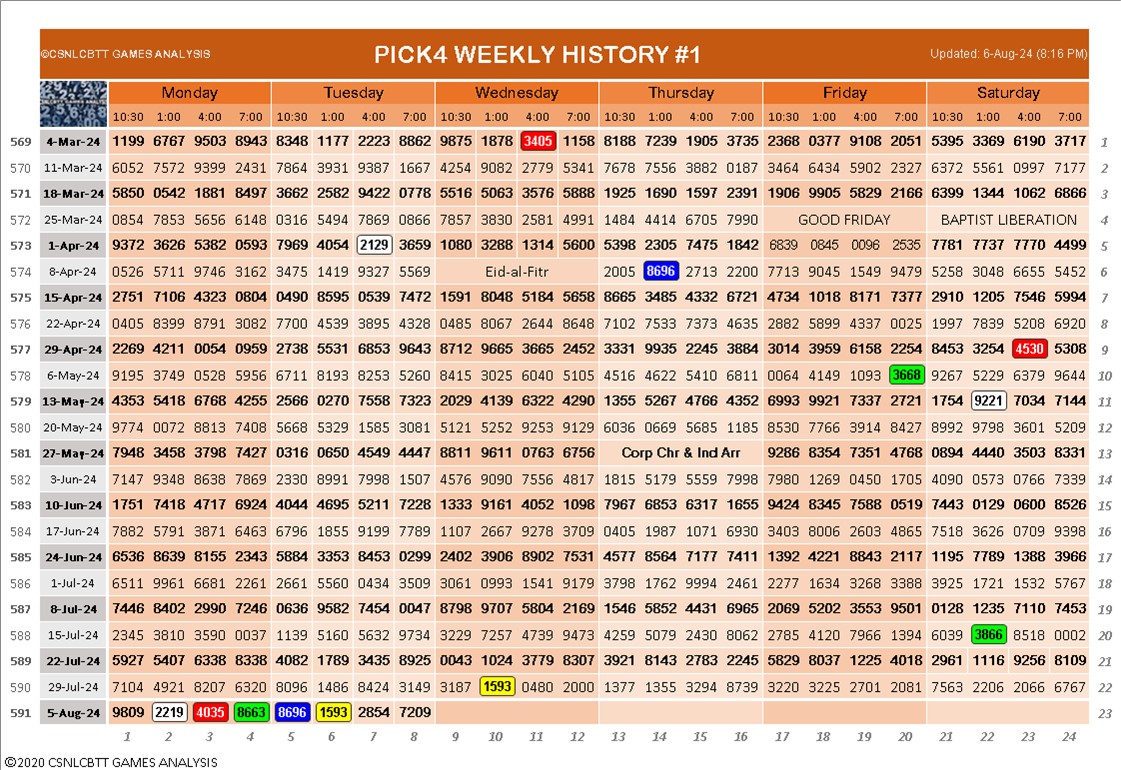 ©CSNLCBTT GAMES ANALYSIS PICK4 WEEKLY HISTORY #1 Updated: 6-Aug-24 (8:16 PM)
Monday Tuesday Wednesday Thursday Friday Saturday
10:30 1:00 4:00 7:00 10:30 1:00 4:00 7:00 10:30 1:00 4:00 7:00 10:30 1:00 4:00 7:00 10:30 1:00 4:00 7:00 10:30 1:00 4:00 7:00
569 4-Mar-24 1199 6767 9503 8943 8348 1177 2223 8862 9875 1878 3405 1158 8188 7239 1905 3735 2368 0377 9108 2051 5395 3369 6190 3717 1
570 11-Mar-24 6052 7572 9399 2431 7864 3931 9387 1667 4254 9082 2779 5341 7678 7556 3882 0187 3464 6434 5902 2327 6372 5561 0997 7177 2
571 18-Mar-24 5850 0542 1881 8497 3662 2582 9422 0778 5516 5063 3576 5888 1925 1690 1597 2391 1906 9905 5829 2166 6399 1344 1062 6866 3
572 25-Mar-24 0854 7853 5656 6148 0316 5494 7869 0866 7857 3830 2581 4991 1484 4414 6705 7990 GOOD FRIDAY BAPTIST LIBERATION 4
573 1-Apr-24 9372 3626 5382 0593 7969 4054 2129 3659 1080 3288 1314 5600 5398 2305 7475 1842 6839 0845 0096 2535 7781 7737 7770 4499 5
574 8-Apr-24 0526 5711 9746 3162 3475 1419 9327 5569 Eid-al-Fitr 2005 8696 2713 2200 7713 9045 1549 9479 5258 3048 6655 5452 6
575 15-Apr-24 2751 7106 4323 0804 0490 8595 0539 7472 1591 8048 5184 5658 8665 3485 4332 6721 4734 1018 8171 7377 2910 1205 7546 5994 7
576 22-Apr-24 0405 8399 8791 3082 7700 4539 3895 4328 0485 8067 2644 8648 7102 7533 7373 4635 2882 5899 4337 0025 1997 7839 5208 6920 8
577 29-Apr-24 2269 4211 0054 0959 2738 5531 6853 9643 8712 9665 3665 2452 3331 9935 2245 3884 3014 3959 6158 2254 8453 3254 4530 5308 9
578 6-May-24 9195 3749 0528 5956 6711 8193 8253 5260 8415 3025 6040 5105 4516 4622 5410 6811 0064 4149 1093 3668 9267 5229 6379 9644 10
579 13-May-24 4353 5418 6768 4255 2566 0270 7558 7323 2029 4139 6322 4290 1355 5267 4766 4352 6993 9921 7337 2721 1754 9221 7034 7144 11
580 20-May-24 9774 0072 8813 7408 5668 5329 1585 3081 5121 5252 9253 9129 6036 0669 5685 1185 8530 7766 3914 8427 8992 9798 3601 5209 12
581 27-May-24 7948 3458 3798 7427 0316 0650 4549 4447 8811 9611 0763 6756 Corp Chr & Ind Arr 9286 8354 7351 4768 0894 4440 3503 8331 13
582 3-Jun-24 7147 9348 8638 7869 2330 8991 7998 1507 4576 9090 7556 4817 1815 5179 5559 7998 7980 1269 0450 1705 4090 0573 0766 7339 14
583 10-Jun-24 1751 7418 4717 6924 4044 4695 5211 7228 1333 9161 4052 1098 7967 6853 6317 1655 9424 8345 7588 0519 7443 0129 0600 8526 15
584 17-Jun-24 7882 5791 3871 6463 6796 1855 9199 7789 1107 2667 9278 3709 0405 1987 1071 6930 3403 8006 2603 4865 7518 3626 0709 9398 16
585 24-Jun-24 6536 8639 8155 2343 5884 3353 8453 0299 2402 3906 8902 7531 4577 8564 7177 7411 1392 4221 8843 2117 1195 7789 1388 3966 17
586 1-Jul-24 6511 9961 6681 2261 2661 5560 0434 3509 3061 0993 1541 9179 3798 1762 9994 2461 2277 1634 3268 3388 3925 1721 1532 5767 18
587 8-Jul-24 7446 8402 2990 7246 0636 9582 7454 0047 8798 9707 5804 2169 1546 5852 4431 6965 2069 5202 3553 9501 0128 1235 7110 7453 19
588 15-Jul-24 2345 3810 3590 0037 1139 5160 5632 9734 3229 7257 4739 9473 4259 5079 2430 8062 2785 4120 7966 1394 6039 3866 8518 0002 20
589 22-Jul-24 5927 5407 6338 8338 4082 1789 3435 8925 0043 1024 3779 8307 3921 8143 2783 2245 5829 8037 1225 4018 2961 1116 9256 8109 21
590 29-Jul-24 7104 4921 8207 6320 8096 1486 8424 3149 3187 1593 0480 2000 1377 1355 3294 8739 3220 3225 2701 2081 7563 2206 2066 6767 22
591 5-Aug-24 9809 2219 4035 8663 8696 1593 2854 7209 23
1 2 3 4 5 6 7 8 9 10 11 12 13 14 15 16 17 18 19 20 21 22 23 24
©2020 CSNLCBTT GAMES ANALYSIS